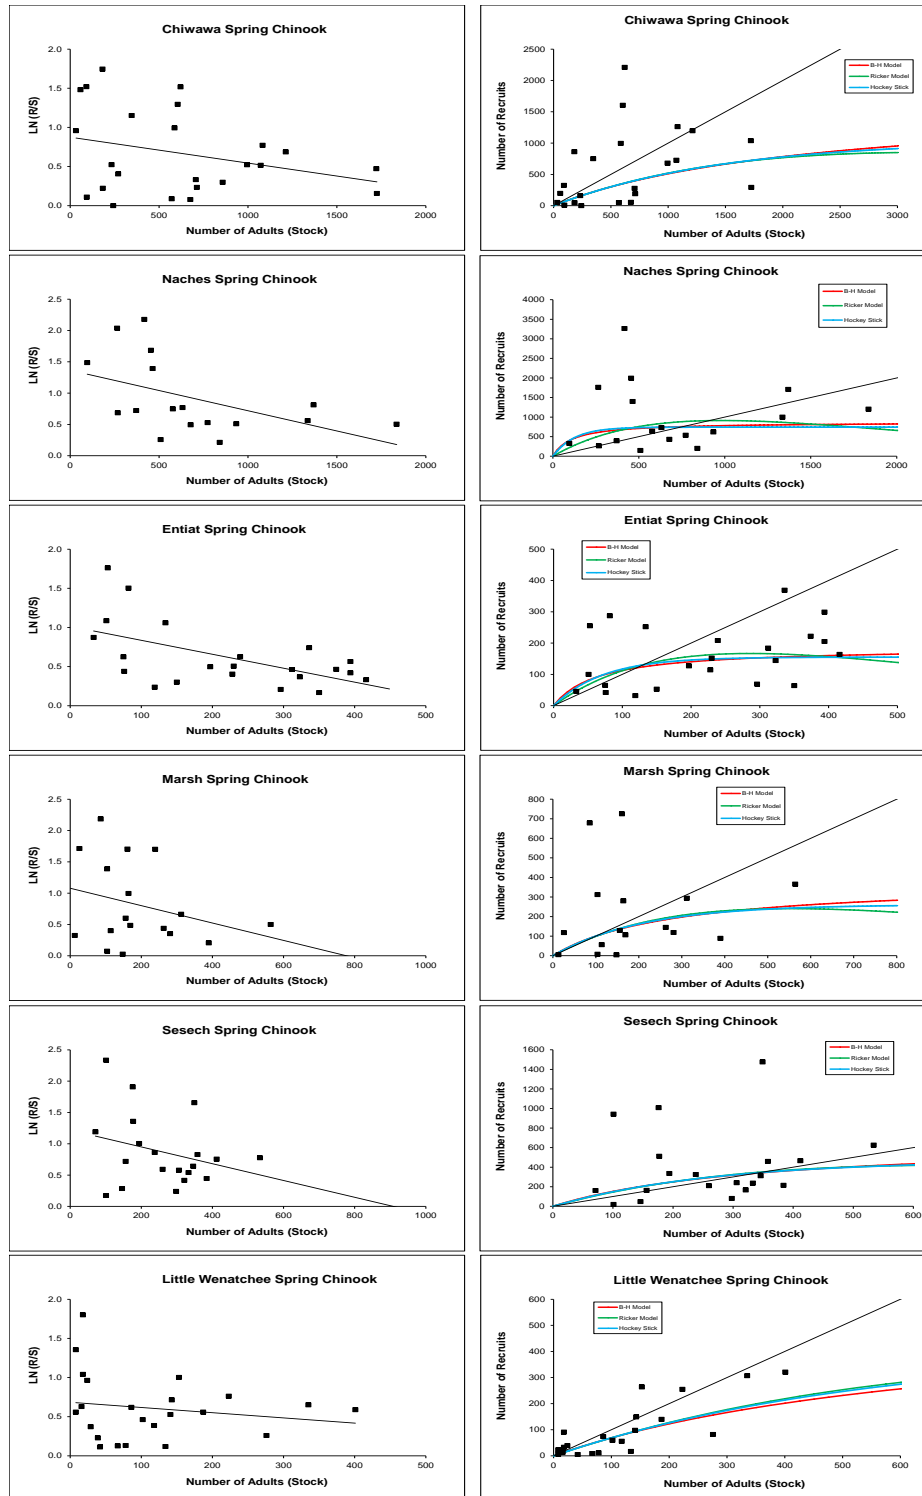 Chiwawa Spring Chinook
LN (R/S)
2.0
1.5
1.0
0.5
0.0
0
500
1000
1500
2000
Number of Adults (Stock)
Chiwawa Spring Chinook
Number of Recruits
2500
2000
1500
1000
500
0
B-H Model
Ricker Model
Hockey Stick
0
500
1000
1500
2000
2500
3000
Number of Adults (Stock)
Naches Spring Chinook
LN (R/S)
2.5
2.0
1.5
1.0
0.5
0.0
0
500
1000
1500
2000
Number of Adults (Stock)
Naches Spring Chinook
Number of Recruits
4000
3500
3000
2500
2000
1500
1000
500
0
B-H Model
Ricker Model
Hockey Stick
0
500
1000
1500
2000
Number of Adults (Stock)
Entiat Spring Chinook
LN (R/S)
2.0
1.5
1.0
0.5
0.0
0
100
200
300
400
500
Number of Adults (Stock)
Entiat Spring Chinook
Number of Recruits
500
400
300
200
100
0
B-H Model
Ricker Model
Hockey Stick
0
100
200
300
400
500
Number of Adults (Stock)
Marsh Spring Chinook
LN (R/S)
2.5
2.0
1.5
1.0
0.5
0.0
0
200
400
600
800
1000
Number of Adults (Stock)
Marsh Spring Chinook
Number of Recruits
800
700
600
500
400
300
200
100
0
B-H Model
Ricker Model
Hockey Stick
0
100
200
300
400
500
600
700
800
Number of Adults (Stock)
Sesech Spring Chinook
LN (R/S)
2.5
2.0
1.5
1.0
0.5
0.0
0
200
400
600
800
1000
Number of Adults (Stock)
Sesech Spring Chinook
Number of Recruits
1600
1400
1200
1000
800
600
400
200
0
B-H Model
Ricker Model
Hockey Stick
0
100
200
300
400
500
600
Number of Adults (Stock)
Little Wenatchee Spring Chinook
LN (R/S)
2.0
1.5
1.0
0.5
0.0
0
100
200
300
400
500
Number of Adults (Stock)
Little Wenatchee Spring Chinook
Number of Recruits
600
500
400
300
200
100
0
B-H Model
Ricker Model
Hockey Stick
0
100
200
300
400
500
600
Number of Adults (Stock)